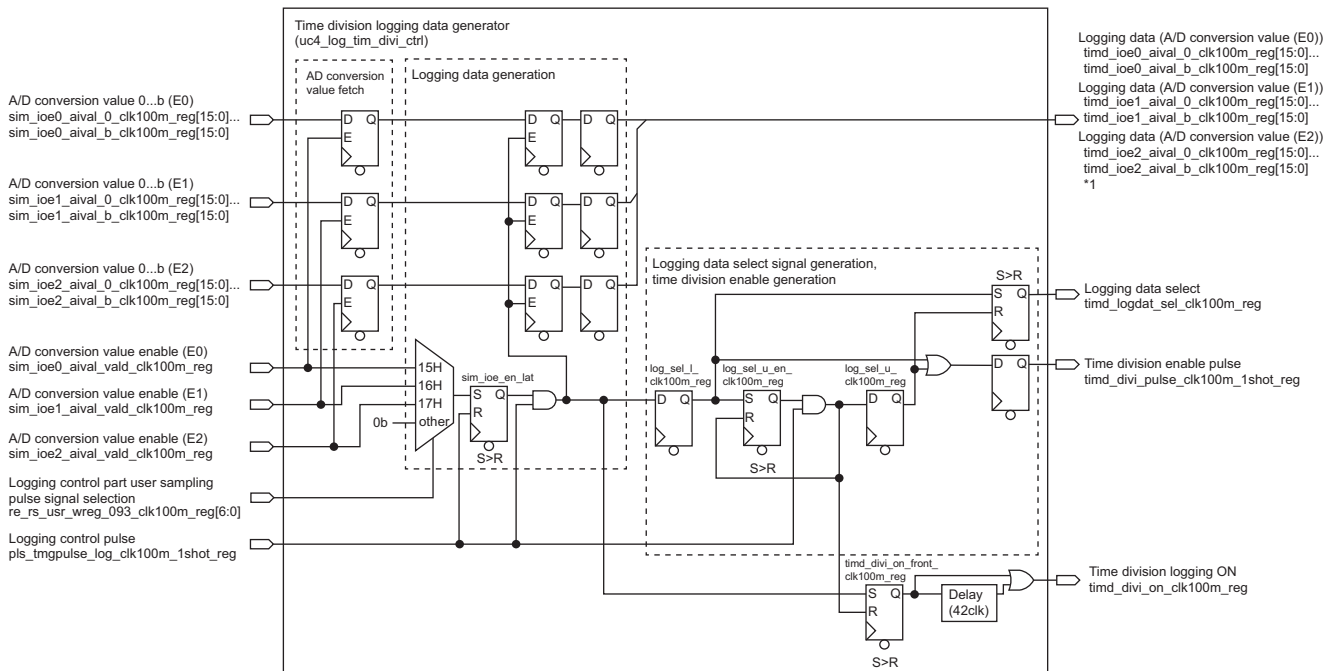 Time division logging data generator
(uc4_log_tim_divi_ctrl)
AD conversion
value fetch
Logging data generation
A/D conversion value 0...b (E0)
sim_ioe0_aival_0_clk100m_reg[15:0]...
sim_ioe0_aival_b_clk100m_reg[15:0]
D Q
E
D Q
E
D Q
Logging data (A/D conversion value (E0))
timd_ioe0_aival_0_clk100m_reg[15:0]...
timd_ioe0_aival_b_clk100m_reg[15:0]
Logging data (A/D conversion value (E1))
timd_ioe1_aival_0_clk100m_reg[15:0]...
timd_ioe1_aival_b_clk100m_reg[15:0]
Logging data (A/D conversion value (E2))
timd_ioe2_aival_0_clk100m_reg[15:0]...
timd_ioe2_aival_b_clk100m_reg[15:0]
*1
A/D conversion value 0...b (E1)
sim_ioe1_aival_0_clk100m_reg[15:0]...
sim_ioe1_aival_b_clk100m_reg[15:0]
D Q
E
D Q
E
D Q
A/D conversion value 0...b (E2)
sim_ioe2_aival_0_clk100m_reg[15:0]...
sim_ioe2_aival_b_clk100m_reg[15:0]
D Q
E
D Q
E
D Q
Logging data select signal generation,
time division enable generation
S>R
S Q
R
Logging data select
timd_logdat_sel_clk100m_reg
A/D conversion value enable (E0)
sim_ioe0_aival_vald_clk100m_reg
A/D conversion value enable (E1)
sim_ioe1_aival_vald_clk100m_reg
A/D conversion value enable (E2)
sim_ioe2_aival_vald_clk100m_reg
15H
16H
17H
other
0b
sim_ioe_en_lat
S Q
R
S>R
log_sel_l_
clk100m_reg
D Q
log_sel_u_en_
clk100m_reg
S Q
R
S>R
log_sel_u_
clk100m_reg
D Q
D Q
Time division enable pulse
timd_divi_pulse_clk100m_1shot_reg
Logging control part user sampling
pulse signal selection
re_rs_usr_wreg_093_clk100m_reg[6:0]
Logging control pulse
pls_tmgpulse_log_clk100m_1shot_reg
timd_divi_on_front_
clk100m_reg
S Q
R
S>R
Delay
(42clk)
Time division logging ON
timd_divi_on_clk100m_reg